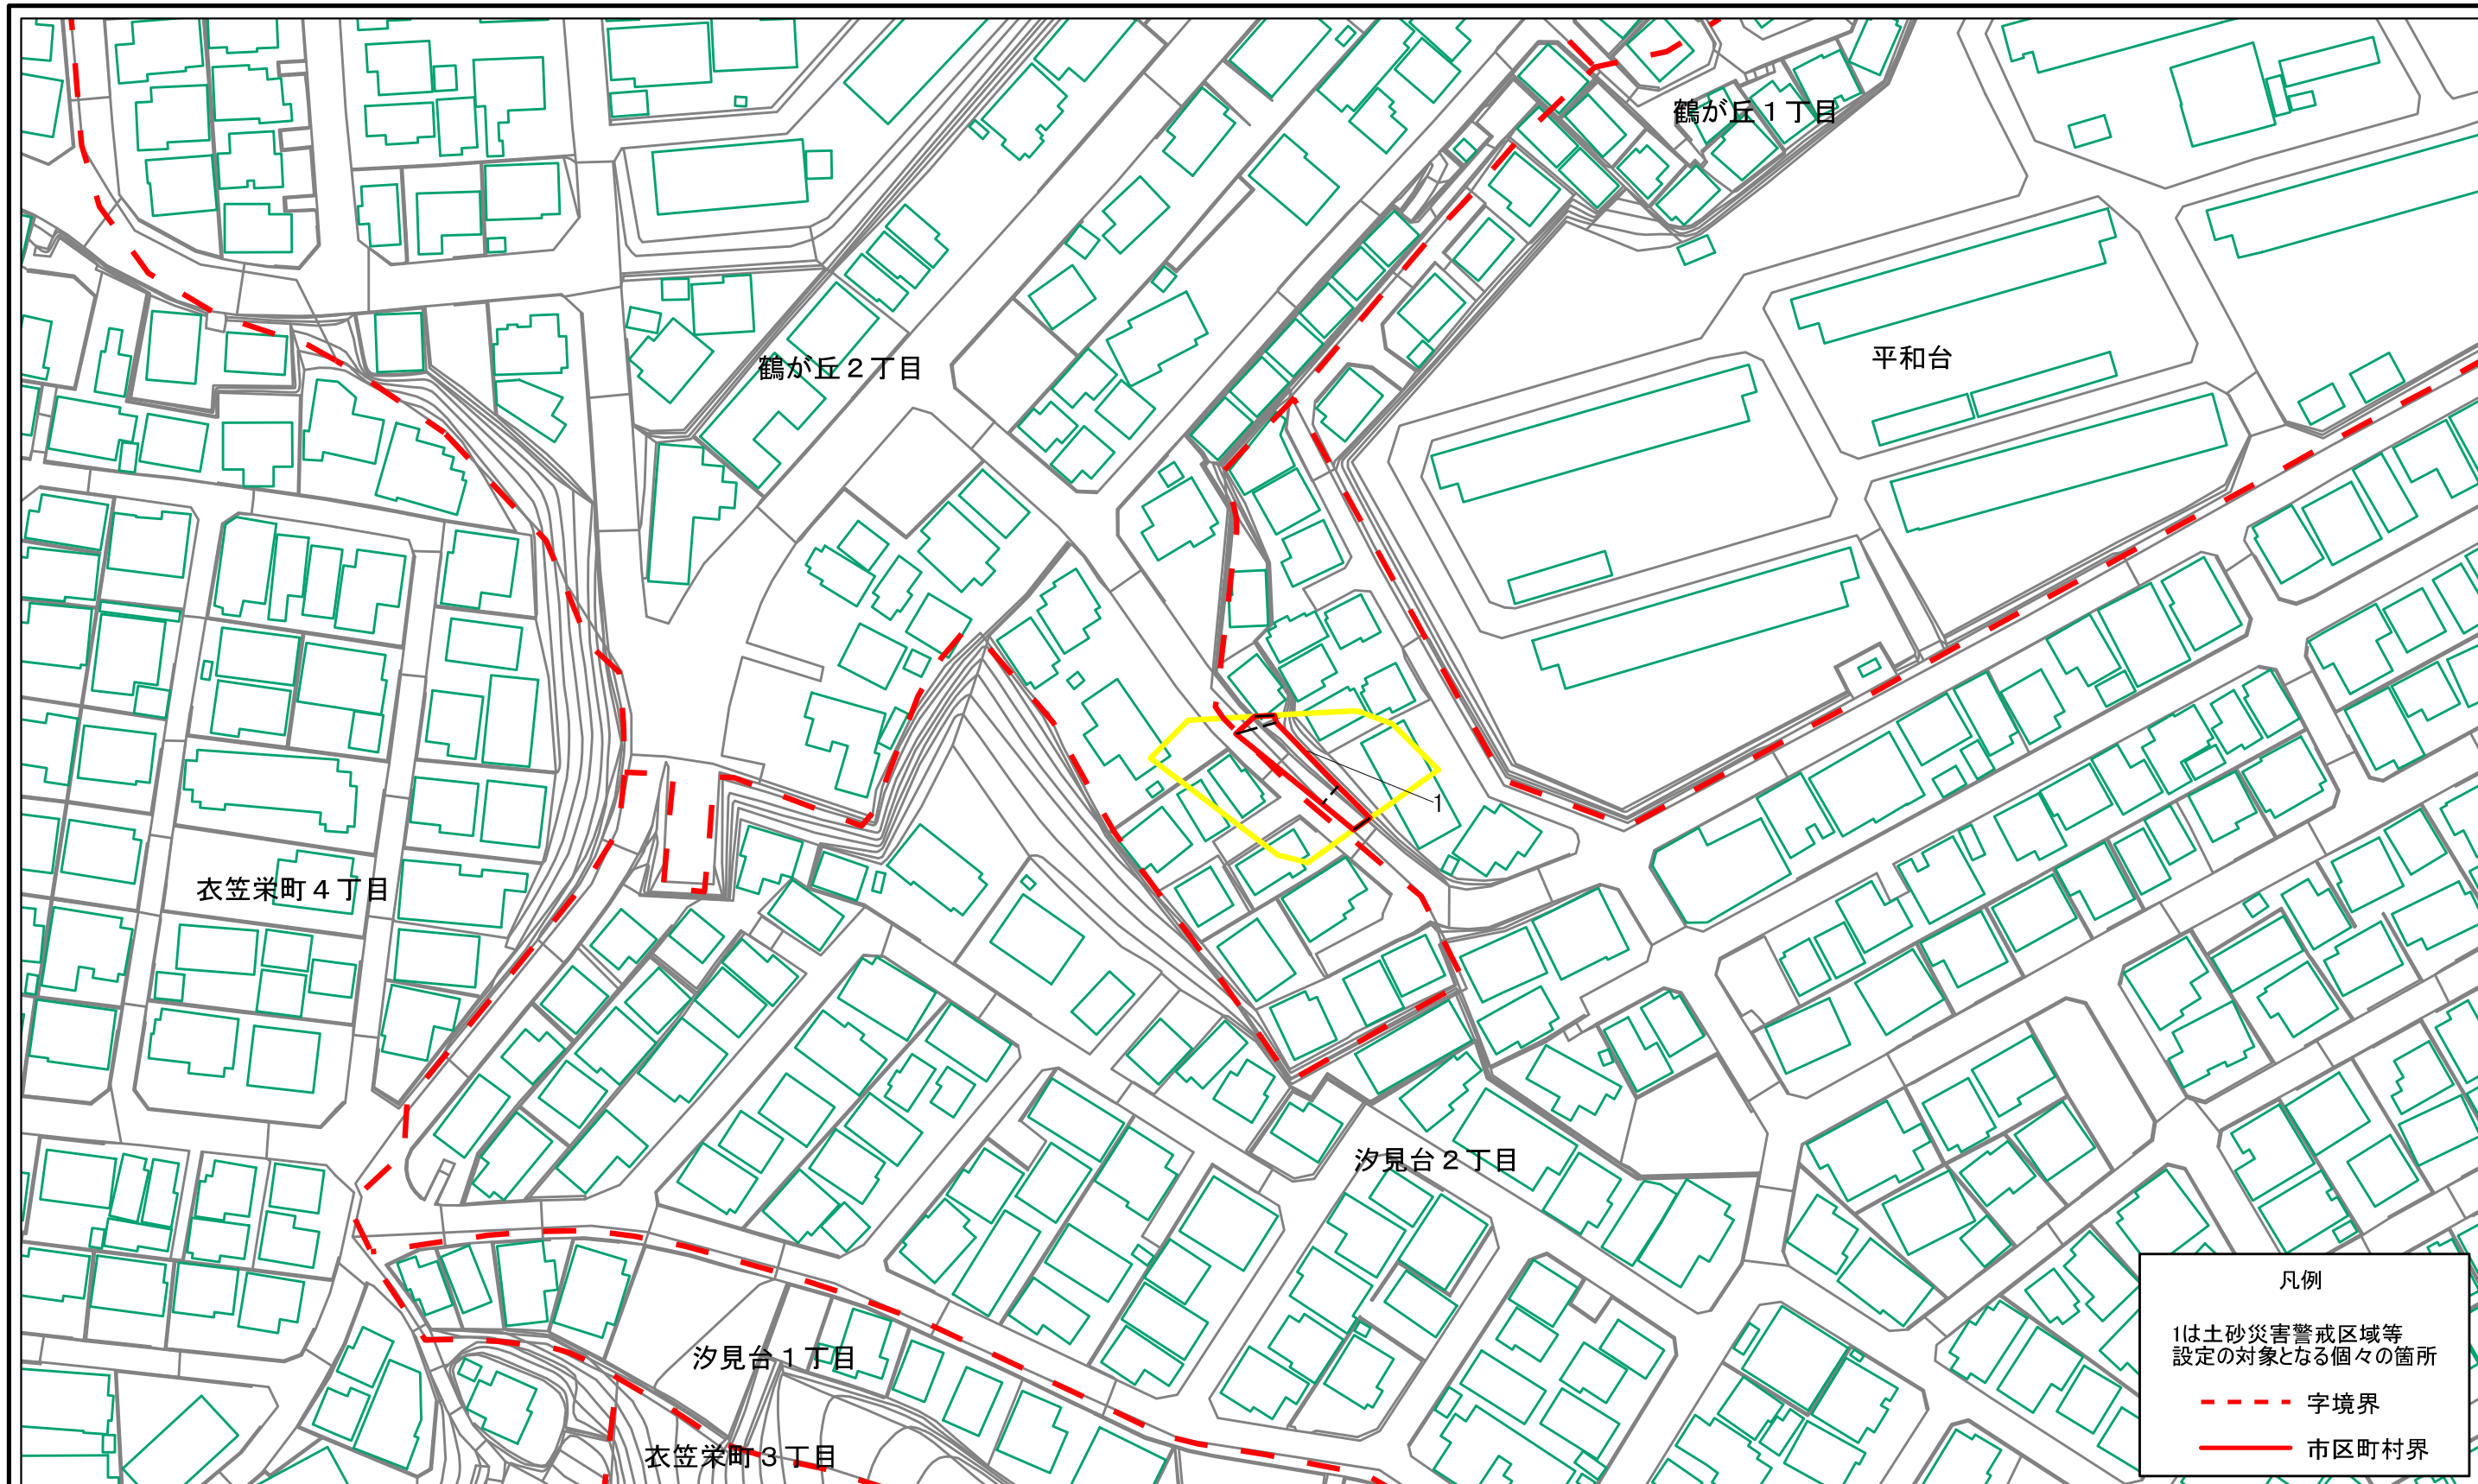 鶴が丘１丁目
平和台
鶴が丘２丁目
1
衣笠栄町４丁目
汐見台２丁目
汐見台１丁目
衣笠栄町３丁目
凡例
1は土砂災害警戒区域等
設定の対象となる個々の箇所
字境界
市区町村界